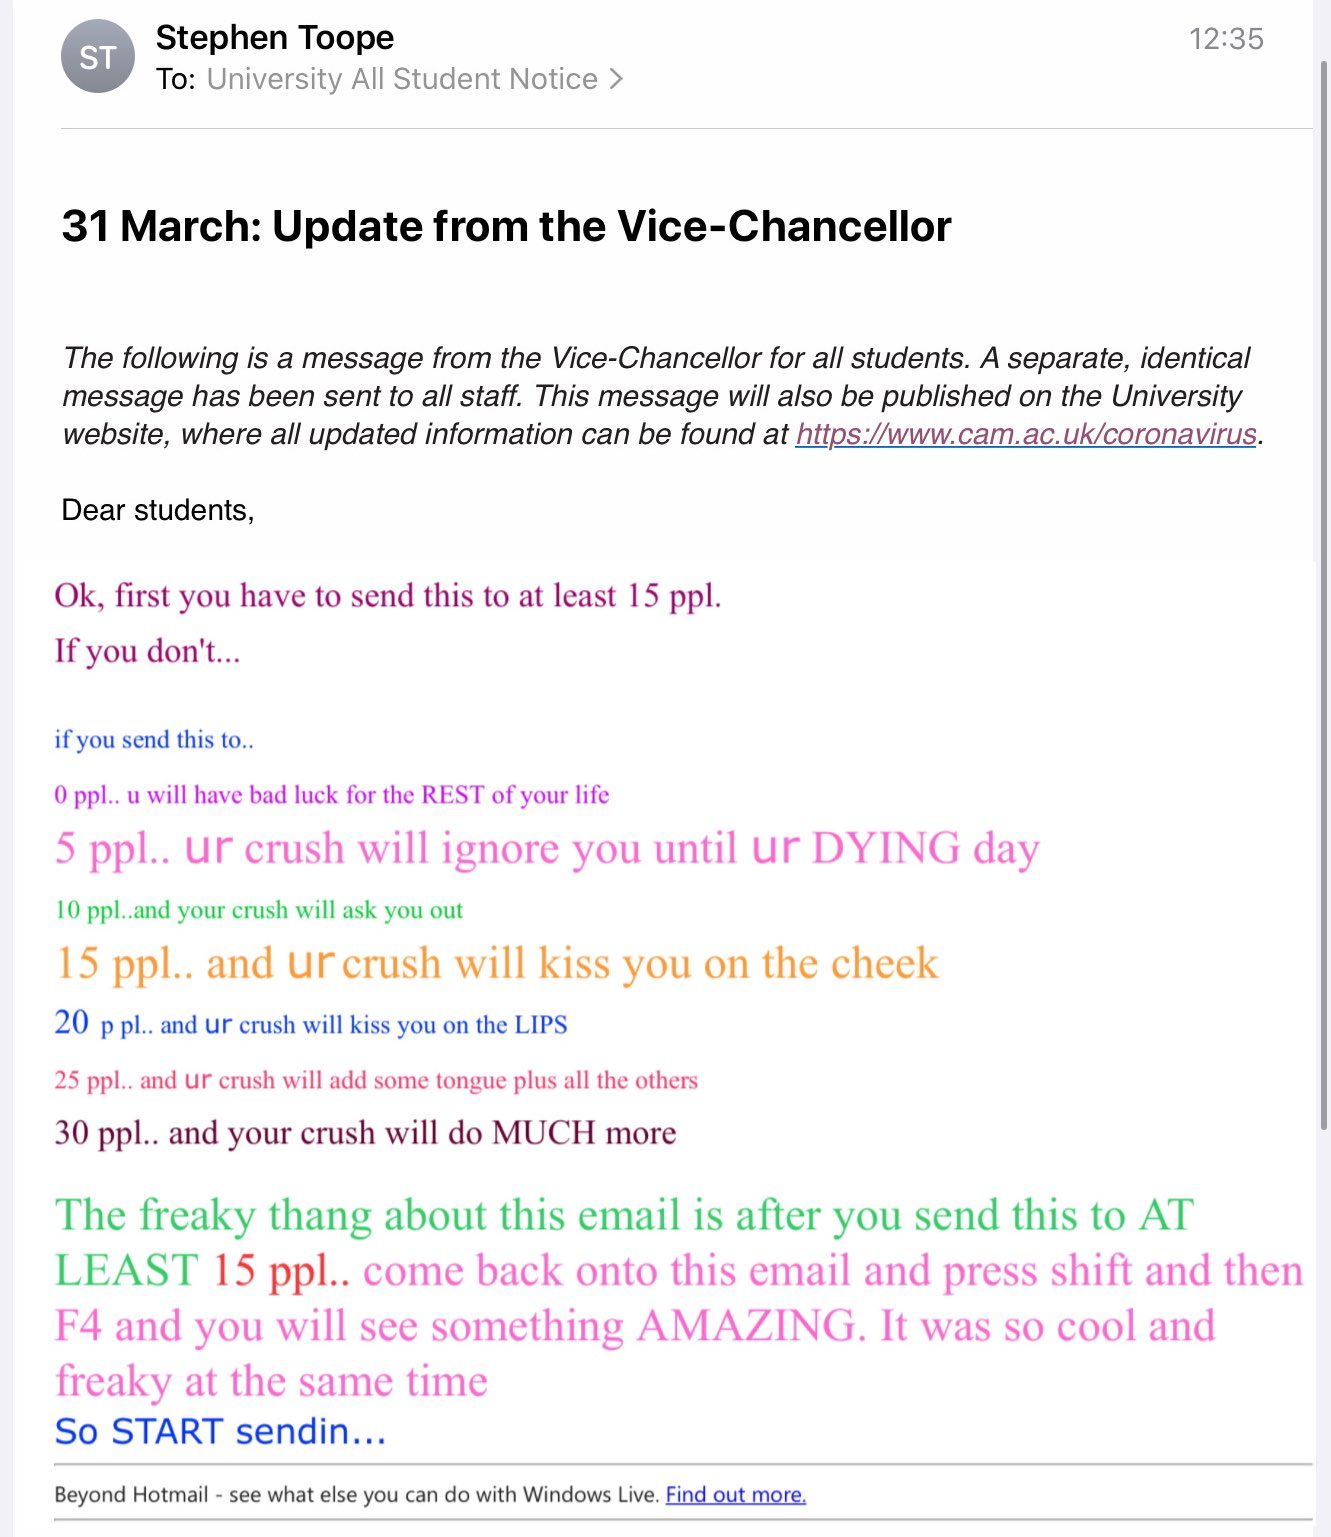 ST
Stephen Toope
12:35
To: University All Student Notice >
31 March: Update from the Vice-Chancellor
The following is a message from the Vice-Chancellor for all students. A separate, identical
message has been sent to all staff. This message will also be published on the University
website, where all updated information can be found at https://www.cam.ac.uk/coronavirus.
Dear students,
Ok, first you have to send this to at least 15 ppl.
If you don't...
if you send this to..
0 ppl.. u will have bad luck for the REST of your life
5 ppl.. ur crush will ignore you until ur DYING day
10 ppl..and your crush will ask you out
15 ppl.. and ur crush will kiss you on the cheek
20 p pl.. and ur crush will kiss you on the LIPS
25 ppl.. and ur crush will add some tongue plus all the others
30 ppl.. and your crush will do MUCH more
The freaky thang about this email is after you send this to AT
LEAST 15 ppl.. come back onto this email and press shift and then
F4 and you will see something AMAZING. It was so cool and
freaky at the same time
So START sendin...
Beyond Hotmail - see what else you can do with Windows Live. Find out more.